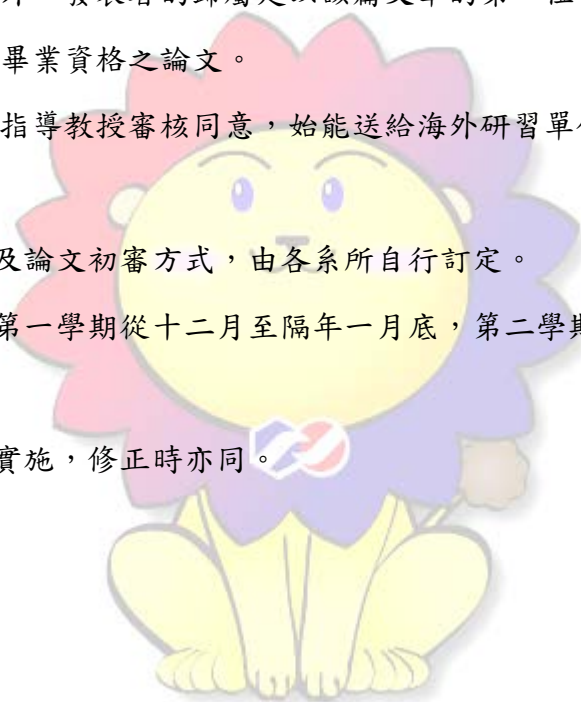 畢業資格之論文。
指導教授審核同意，始能送給海外研習單
及論文初審方式，由各系所自行訂定。
第一學期從十二月至隔年一月底，第二學期
實施，修正時亦同。